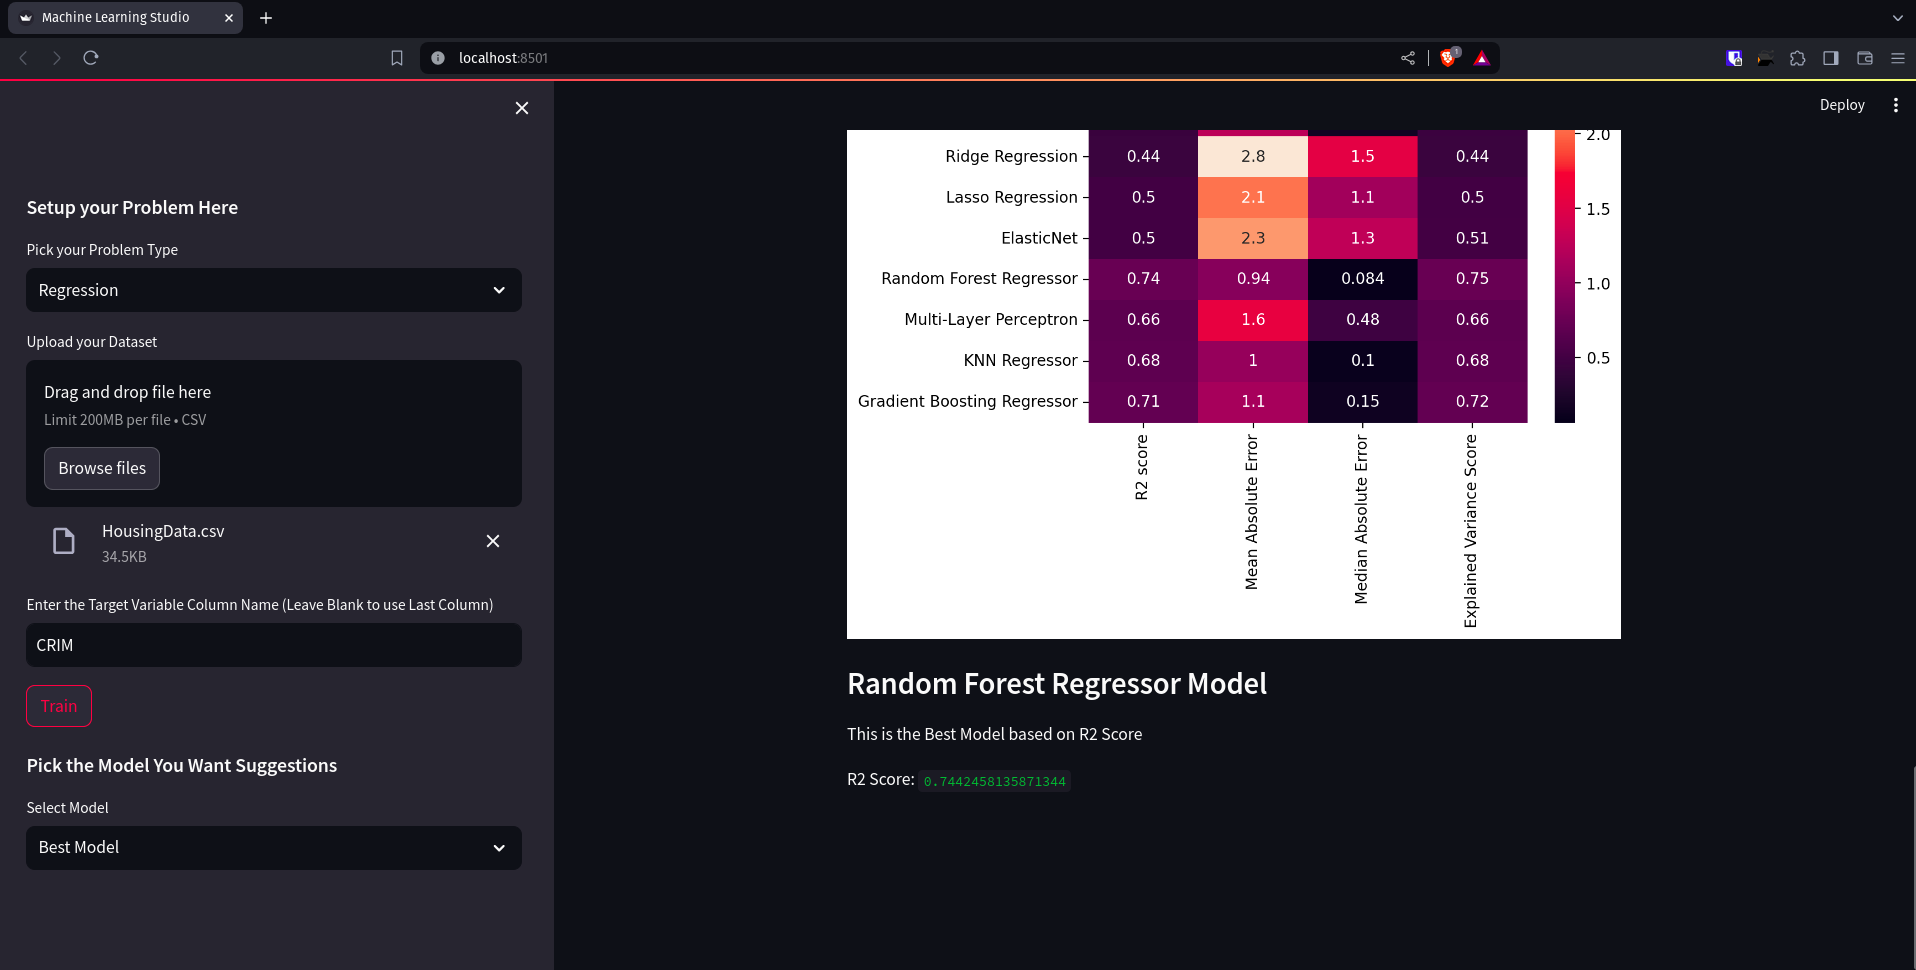 Machine Learning Studio
localhost:8501
1
Deploy
Setup your Problem Here
Pick your Problem Type
Regression
Upload your Dataset
Drag and drop file here
Limit 200MB per file • CSV
Browse files
HousingData.csv
34.5KB
Enter the Target Variable Column Name (Leave Blank to use Last Column)
CRIM
Train
Pick the Model You Want Suggestions
Select Model
Best Model
Ridge Regression 0.44 2.8 1.5 0.44
Lasso Regression 0.5 2.1 1.1 0.5
ElasticNet 0.5 2.3 1.3 0.51
Random Forest Regressor 0.74 0.94 0.084 0.75
Multi-Layer Perceptron 0.66 1.6 0.48 0.66
KNN Regressor 0.68 1 0.1 0.68
Gradient Boosting Regressor 0.71 1.1 0.15 0.72
2.0
1.5
1.0
0.5
R2 score
Mean Absolute Error
Median Absolute Error
Explained Variance Score
Random Forest Regressor Model
This is the Best Model based on R2 Score
R2 Score: 0.7442458135871344